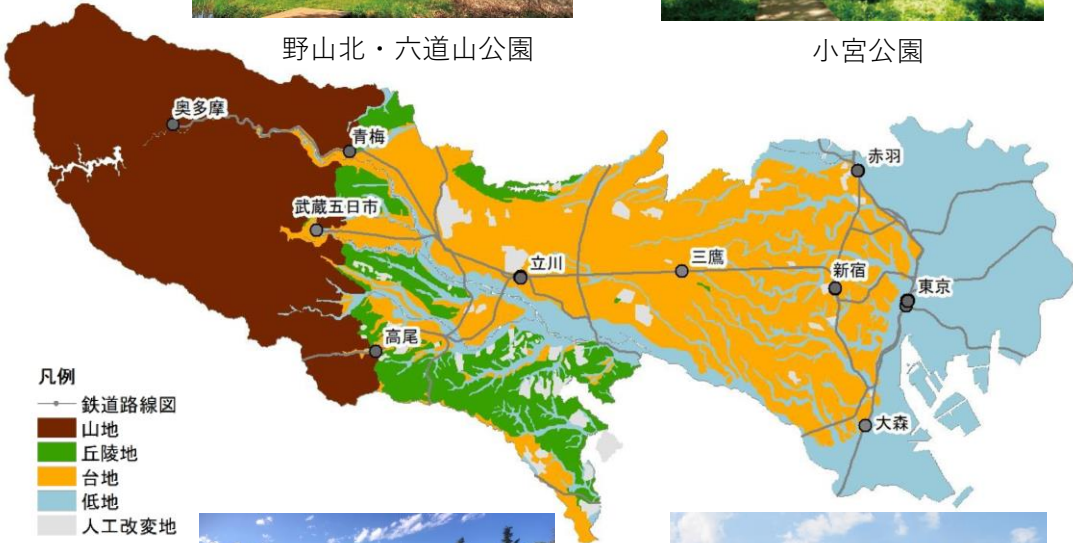 野山北・六道山公園
小宮公園
奥多摩
青梅
赤羽
武蔵五日市
立川
三鷹
新宿
東京
高尾
大森
凡例
鉄道路線図
山地
丘陵地
台地
低地
人工改変地